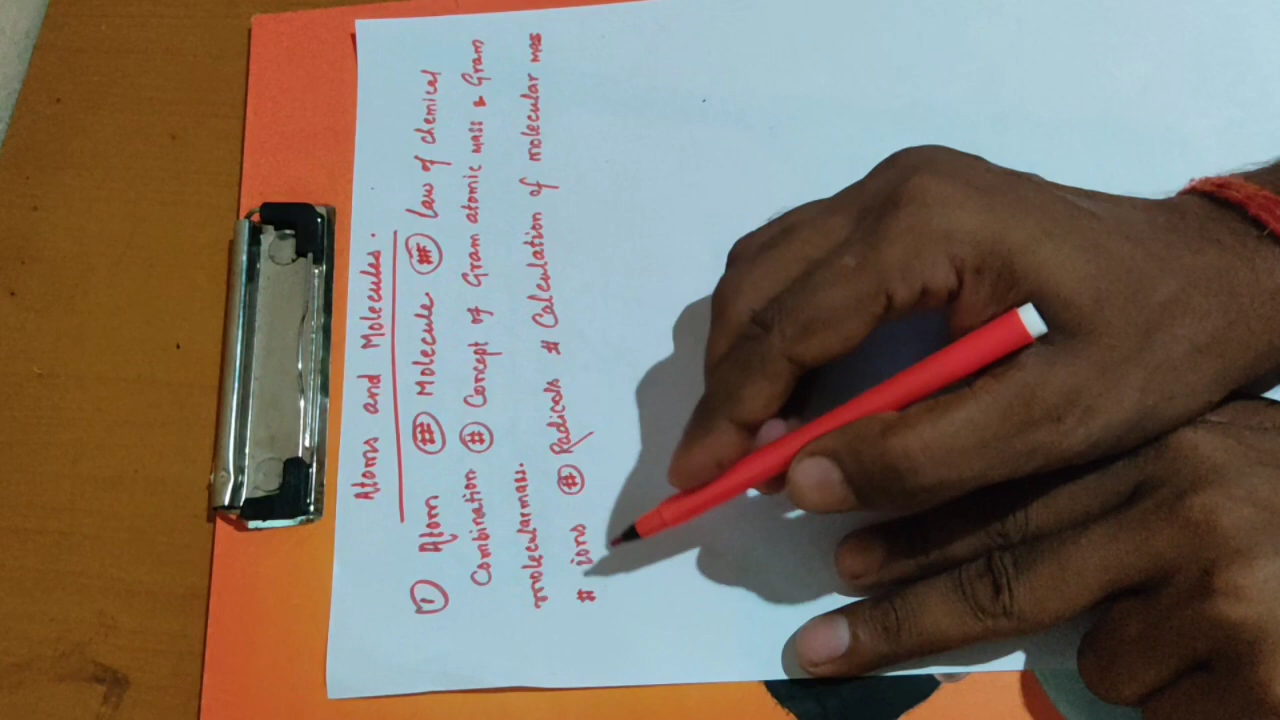 Atoms and Molecules.
① Atom # Molecule. # Law of chemical
Combination # Concept of Gram atomic mass & Gram
molecularmass.
# ions # Radicals # Calculation of molecular mas